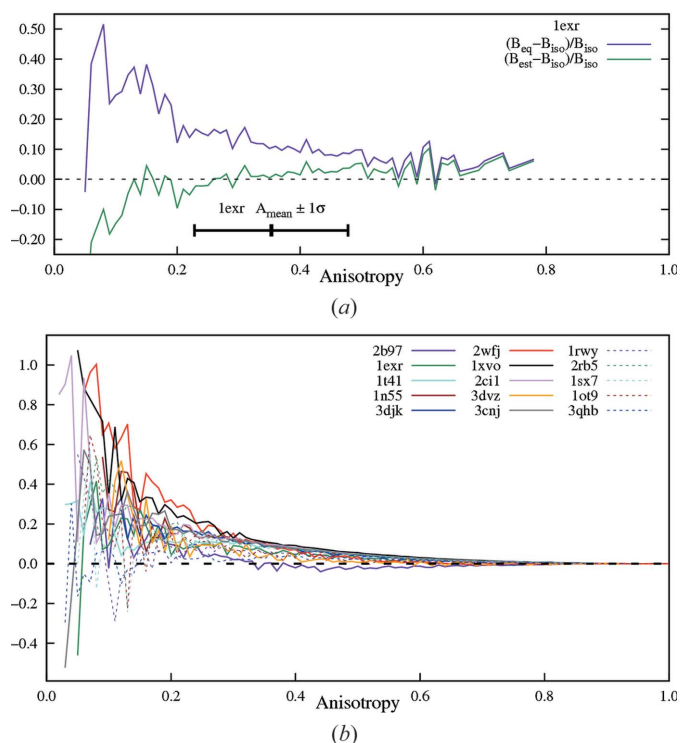 1exr
(B_eq−B_iso)/B_iso
(B_est−B_iso)/B_iso
0.50
0.40
0.30
0.20
0.10
0.00
−0.10
−0.20
1exr A_mean ± 1σ
0.0 0.2 0.4 0.6 0.8 1.0
Anisotropy
(a)
2b97 2wfj 1rwy
1exr 1xvo 2rb5
1t41 2ci1 1sx7
1n55 3dvz 1ot9
3djk 3cnj 3qhb
1.0
0.8
0.6
0.4
0.2
0.0
−0.2
−0.4
0.0 0.2 0.4 0.6 0.8 1.0
Anisotropy
(b)